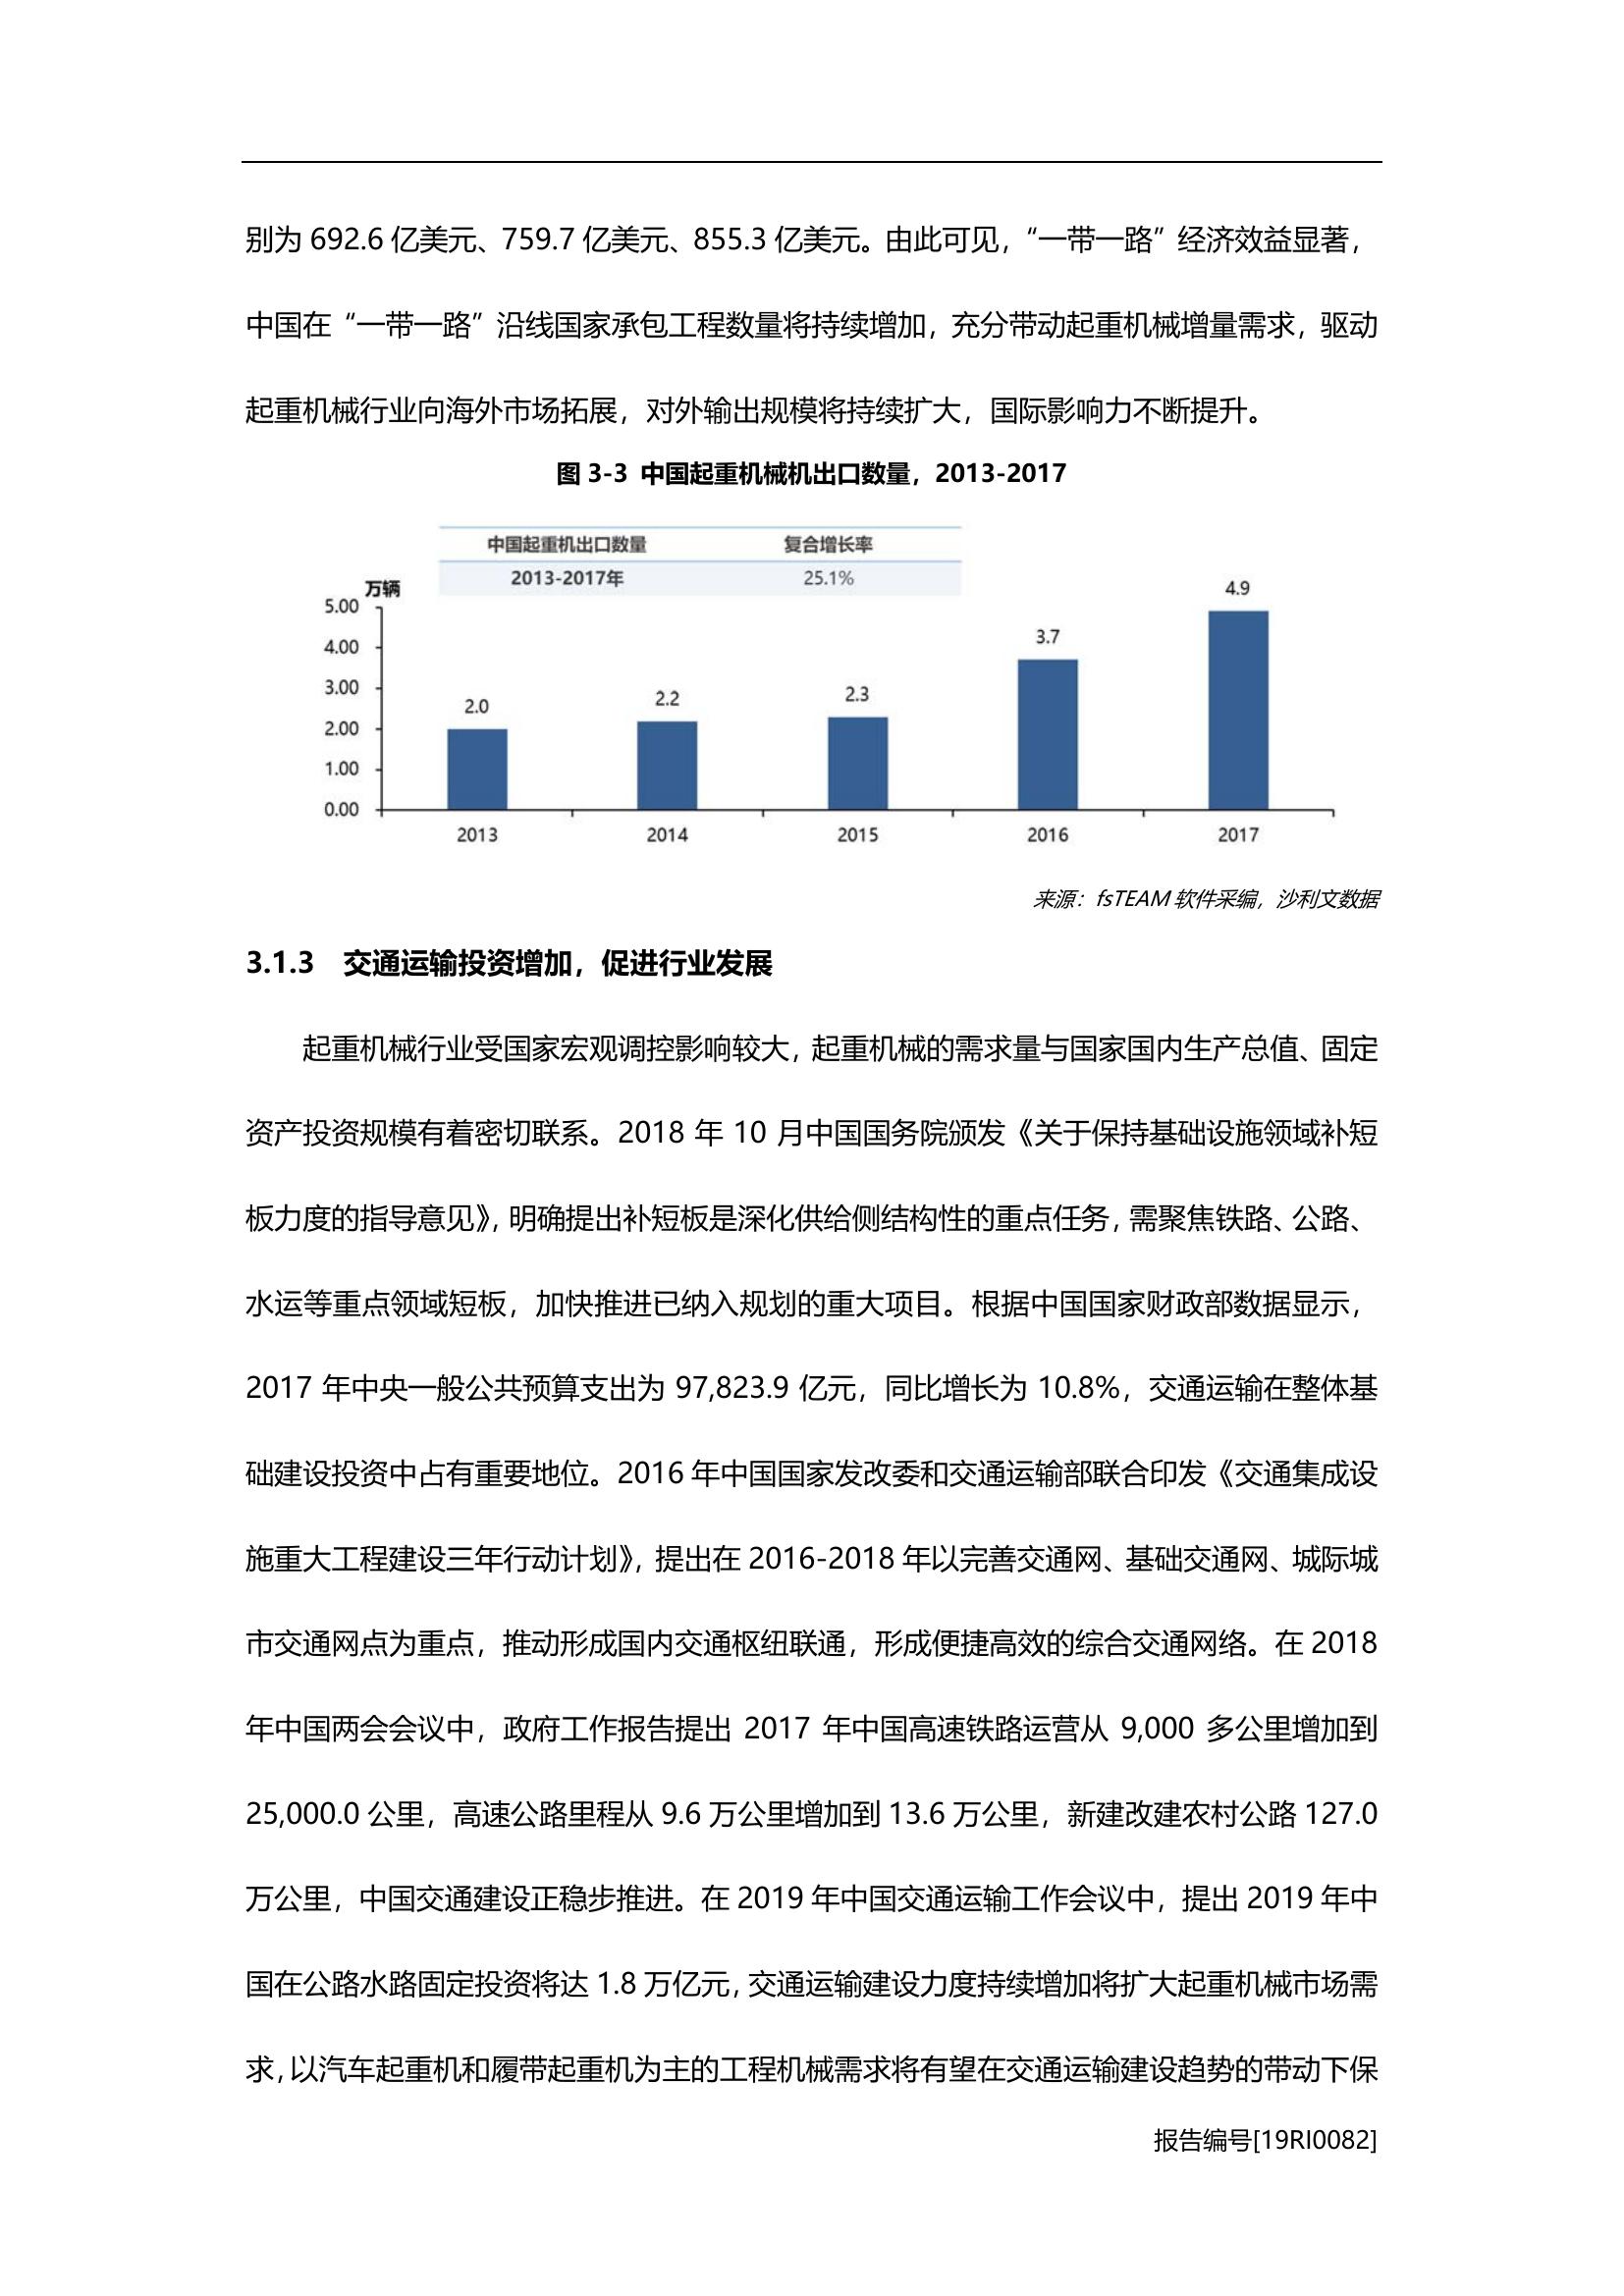 别为 692.6 亿美元、759.7 亿美元、855.3 亿美元。由此可见，“一带一路”经济效益显著，
中国在“一带一路”沿线国家承包工程数量将持续增加，充分带动起重机械增量需求，驱动
起重机械行业向海外市场拓展，对外输出规模将持续扩大，国际影响力不断提升。
图 3-3 中国起重机械机出口数量，2013-2017
中国起重机出口数量 复合增长率
2013-2017年 25.1%
万辆
5.00
4.00
3.00
2.00
1.00
0.00
2.0
2.2
2.3
3.7
4.9
2013 2014 2015 2016 2017
来源：fsTEAM 软件采编，沙利文数据
3.1.3 交通运输投资增加，促进行业发展
起重机械行业受国家宏观调控影响较大，起重机械的需求量与国家国内生产总值、固定
资产投资规模有着密切联系。2018 年 10 月中国国务院颁发《关于保持基础设施领域补短
板力度的指导意见》，明确提出补短板是深化供给侧结构性的重点任务，需聚焦铁路、公路、
水运等重点领域短板，加快推进已纳入规划的重大项目。根据中国国家财政部数据显示，
2017 年中央一般公共预算支出为 97,823.9 亿元，同比增长为 10.8%，交通运输在整体基
础建设投资中占有重要地位。2016 年中国国家发改委和交通运输部联合印发《交通集成设
施重大工程建设三年行动计划》，提出在 2016-2018 年以完善交通网、基础交通网、城际城
市交通网点为重点，推动形成国内交通枢纽联通，形成便捷高效的综合交通网络。在 2018
年中国两会会议中，政府工作报告提出 2017 年中国高速铁路运营从 9,000 多公里增加到
25,000.0 公里，高速公路里程从 9.6 万公里增加到 13.6 万公里，新建改建农村公路 127.0
万公里，中国交通建设正稳步推进。在 2019 年中国交通运输工作会议中，提出 2019 年中
国在公路水路固定投资将达 1.8 万亿元，交通运输建设力度持续增加将扩大起重机械市场需
求，以汽车起重机和履带起重机为主的工程机械需求将有望在交通运输建设趋势的带动下保
报告编号[19RI0082]